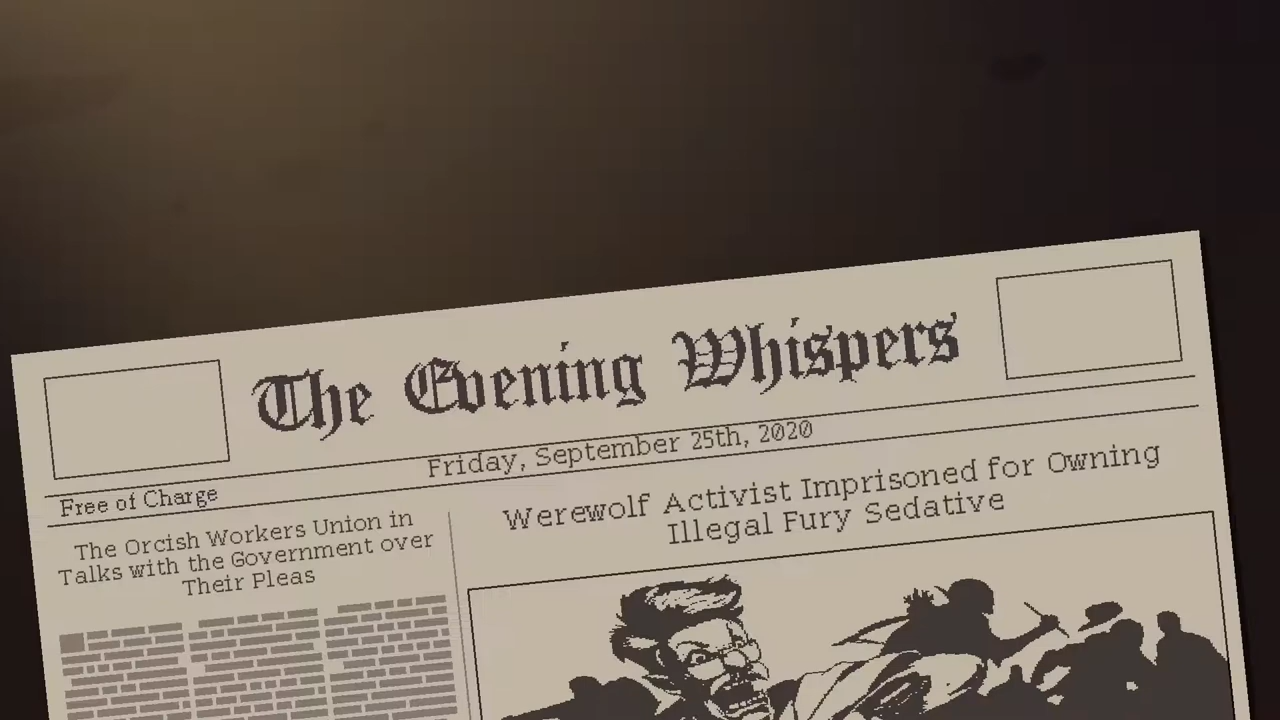 The Evening Whispers
Friday, September 25th, 2020
Free of Charge
The Orcish Workers Union in
Talks with the Government over
Their Pleas
Werewolf Activist Imprisoned for Owning
Illegal Fury Sedative